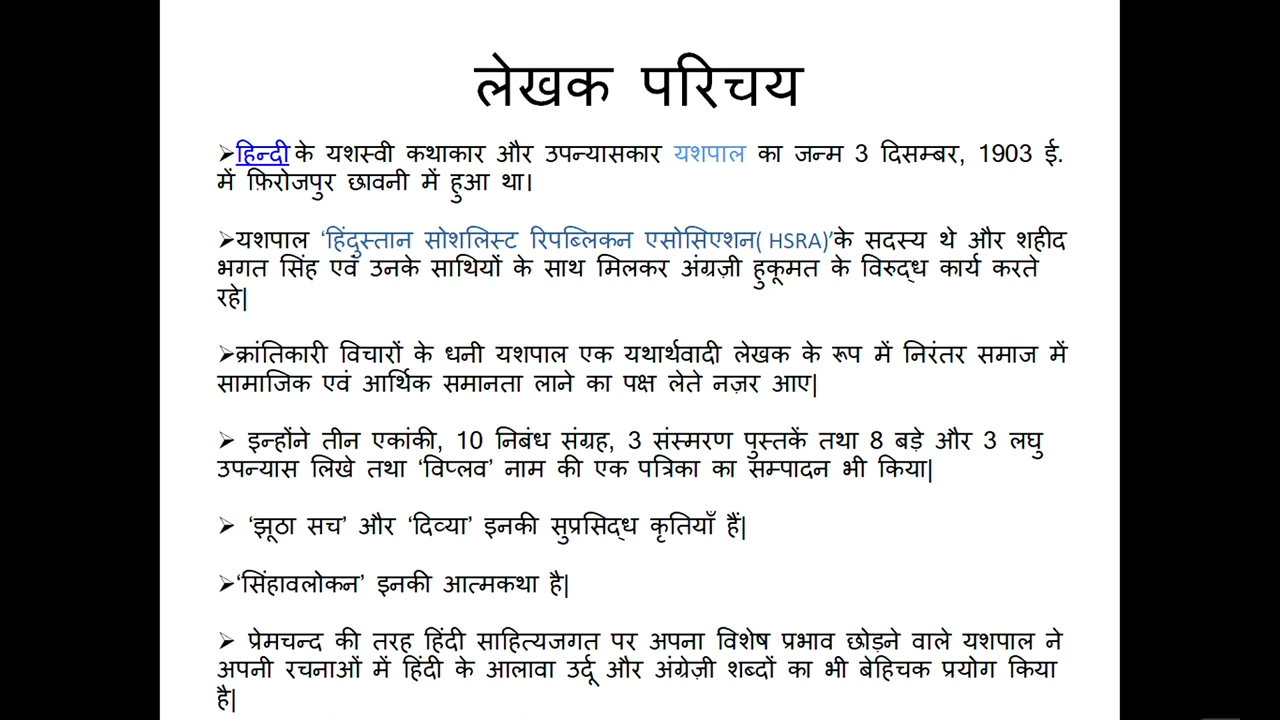 लेखक परिचय
➢हिन्दी के यशस्वी कथाकार और उपन्यासकार यशपाल का जन्म 3 दिसम्बर, 1903 ई.
में फ़िरोजपुर छावनी में हुआ था।
➢यशपाल ‘हिंदुस्तान सोशलिस्ट रिपब्लिकन एसोसिएशन( HSRA)’के सदस्य थे और शहीद
भगत सिंह एवं उनके साथियों के साथ मिलकर अंग्रज़ी हुकूमत के विरुद्ध कार्य करते
रहे|
➢क्रांतिकारी विचारों के धनी यशपाल एक यथार्थवादी लेखक के रूप में निरंतर समाज में
सामाजिक एवं आर्थिक समानता लाने का पक्ष लेते नज़र आए|
➢ इन्होंने तीन एकांकी, 10 निबंध संग्रह, 3 संस्मरण पुस्तकें तथा 8 बड़े और 3 लघु
उपन्यास लिखे तथा ‘विप्लव’ नाम की एक पत्रिका का सम्पादन भी किया|
➢ ‘झूठा सच’ और ‘दिव्या’ इनकी सुप्रसिद्ध कृतियाँ हैं|
➢‘सिंहावलोकन’ इनकी आत्मकथा है|
➢ प्रेमचन्द की तरह हिंदी साहित्यजगत पर अपना विशेष प्रभाव छोड़ने वाले यशपाल ने
अपनी रचनाओं में हिंदी के आलावा उर्दू और अंग्रेज़ी शब्दों का भी बेहिचक प्रयोग किया
है|